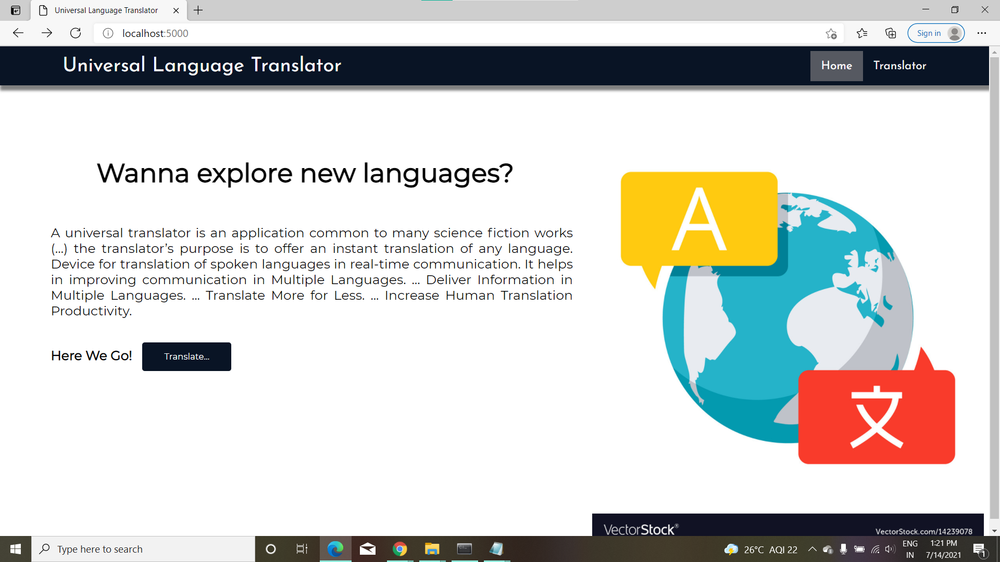 Universal Language Translator
localhost:5000
Sign in
Universal Language Translator
Home
Translator
Wanna explore new languages?
A universal translator is an application common to many science fiction works
(...) the translator’s purpose is to offer an instant translation of any language.
Device for translation of spoken languages in real-time communication. It helps
in improving communication in Multiple Languages. ... Deliver Information in
Multiple Languages. ... Translate More for Less. ... Increase Human Translation
Productivity.
Here We Go!
Translate...
A
文
VectorStock®
VectorStock.com/14239078
Type here to search
26°C AQI 22
ENG
IN
1:21 PM
7/14/2021
1